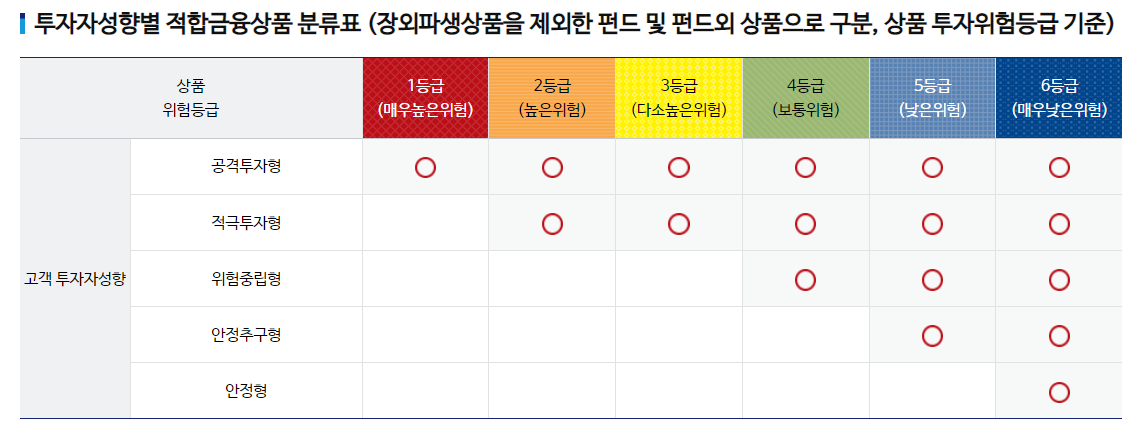 투자자성향별 적합금융상품 분류표 (장외파생상품을 제외한 펀드 및 펀드외 상품으로 구분, 상품 투자위험등급 기준)
상품
위험등급
1등급
(매우높은위험)
2등급
(높은위험)
3등급
(다소높은위험)
4등급
(보통위험)
5등급
(낮은위험)
6등급
(매우낮은위험)
고객 투자자성향
공격투자형
적극투자형
위험중립형
안정추구형
안정형